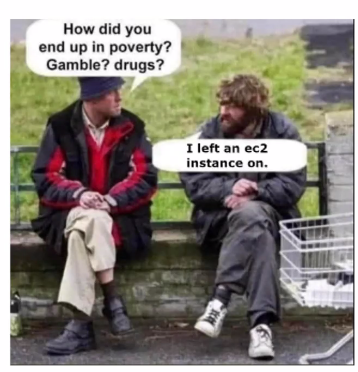 How did you
end up in poverty?
Gamble? drugs?
I left an ec2
instance on.